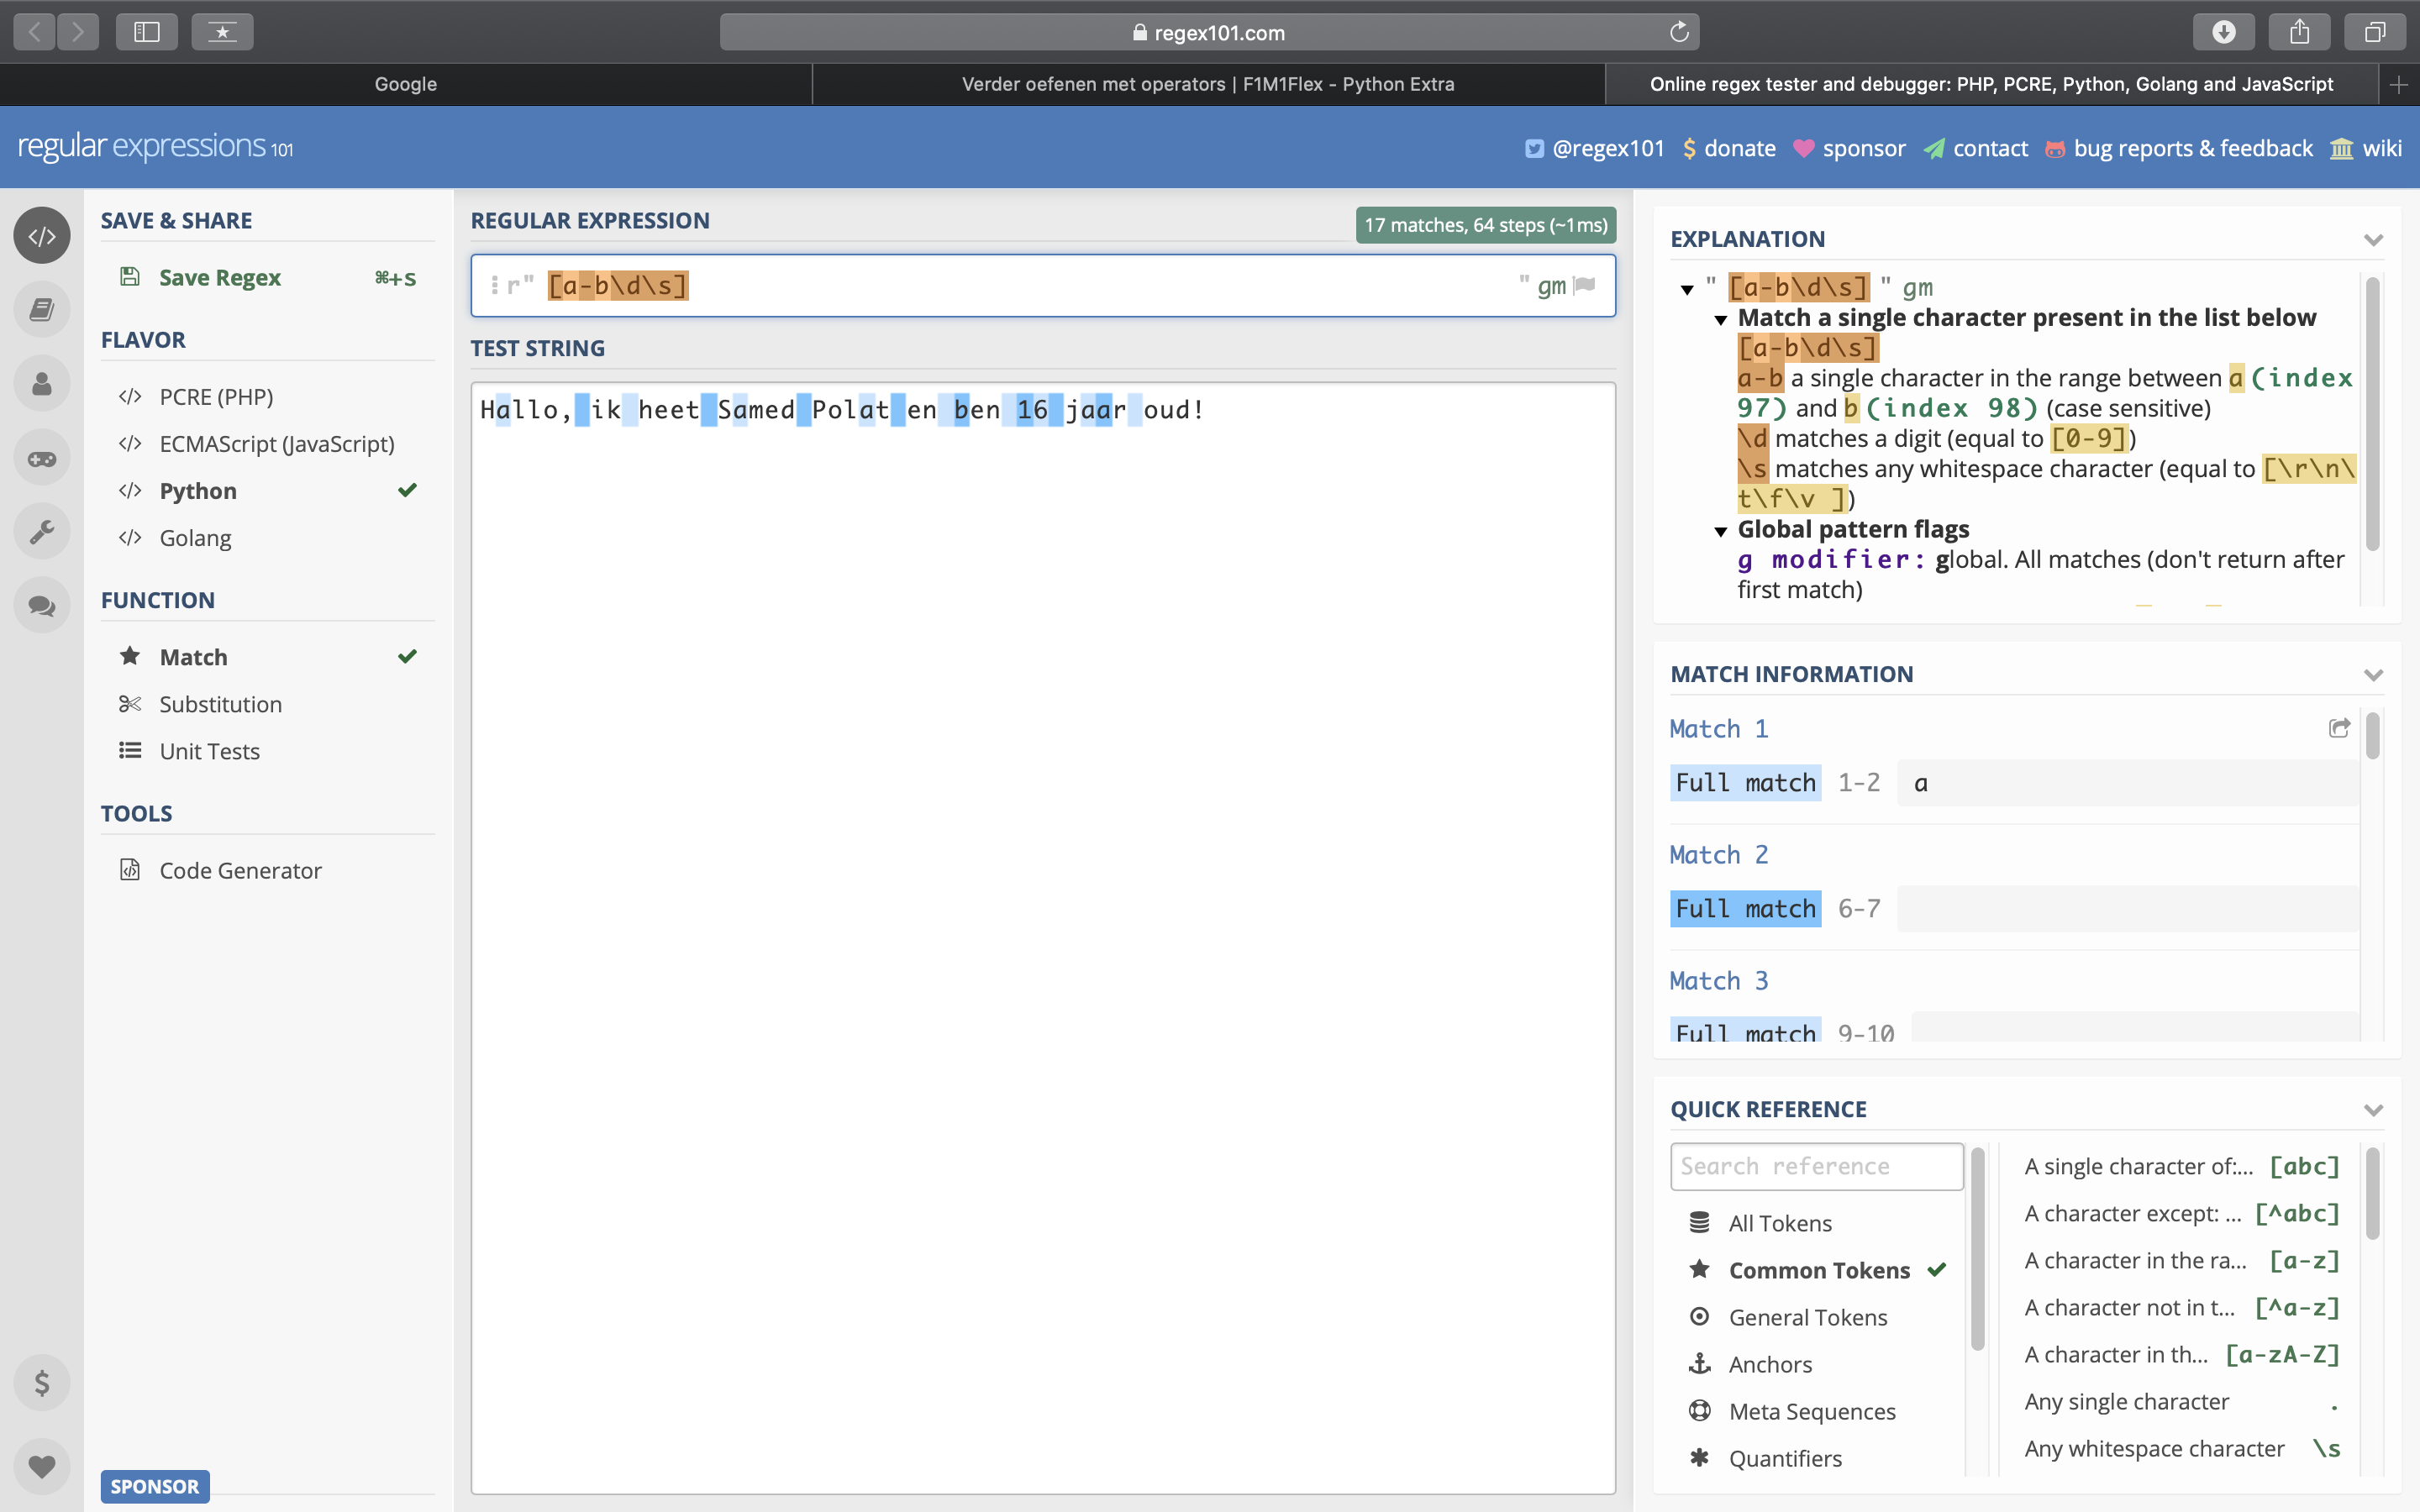 regex101.com
Google
Verder oefenen met operators | F1M1Flex - Python Extra
Online regex tester and debugger: PHP, PCRE, Python, Golang and JavaScript
regular expressions 101
@regex101
donate
sponsor
contact
bug reports & feedback
wiki
SAVE & SHARE
Save Regex ⌘+S
FLAVOR
PCRE (PHP)
ECMAScript (JavaScript)
Python
Golang
FUNCTION
Match
Substitution
Unit Tests
TOOLS
Code Generator
SPONSOR
REGULAR EXPRESSION
17 matches, 64 steps (~1ms)
r" [a-b\d\s] " gm
TEST STRING
Hallo, ik heet Samed Polat en ben 16 jaar oud!
EXPLANATION
" [a-b\d\s] " gm
Match a single character present in the list below
[a-b\d\s]
a-b a single character in the range between a (index
97) and b (index 98) (case sensitive)
\d matches a digit (equal to [0-9])
\s matches any whitespace character (equal to [\r\n\
t\f\v ])
Global pattern flags
g modifier: global. All matches (don't return after
first match)
MATCH INFORMATION
Match 1
Full match 1-2 a
Match 2
Full match 6-7
Match 3
Full match 9-10
QUICK REFERENCE
Search reference
All Tokens
Common Tokens
General Tokens
Anchors
Meta Sequences
Quantifiers
A single character of:... [abc]
A character except: ... [^abc]
A character in the ra... [a-z]
A character not in t... [^a-z]
A character in th... [a-zA-Z]
Any single character .
Any whitespace character \s